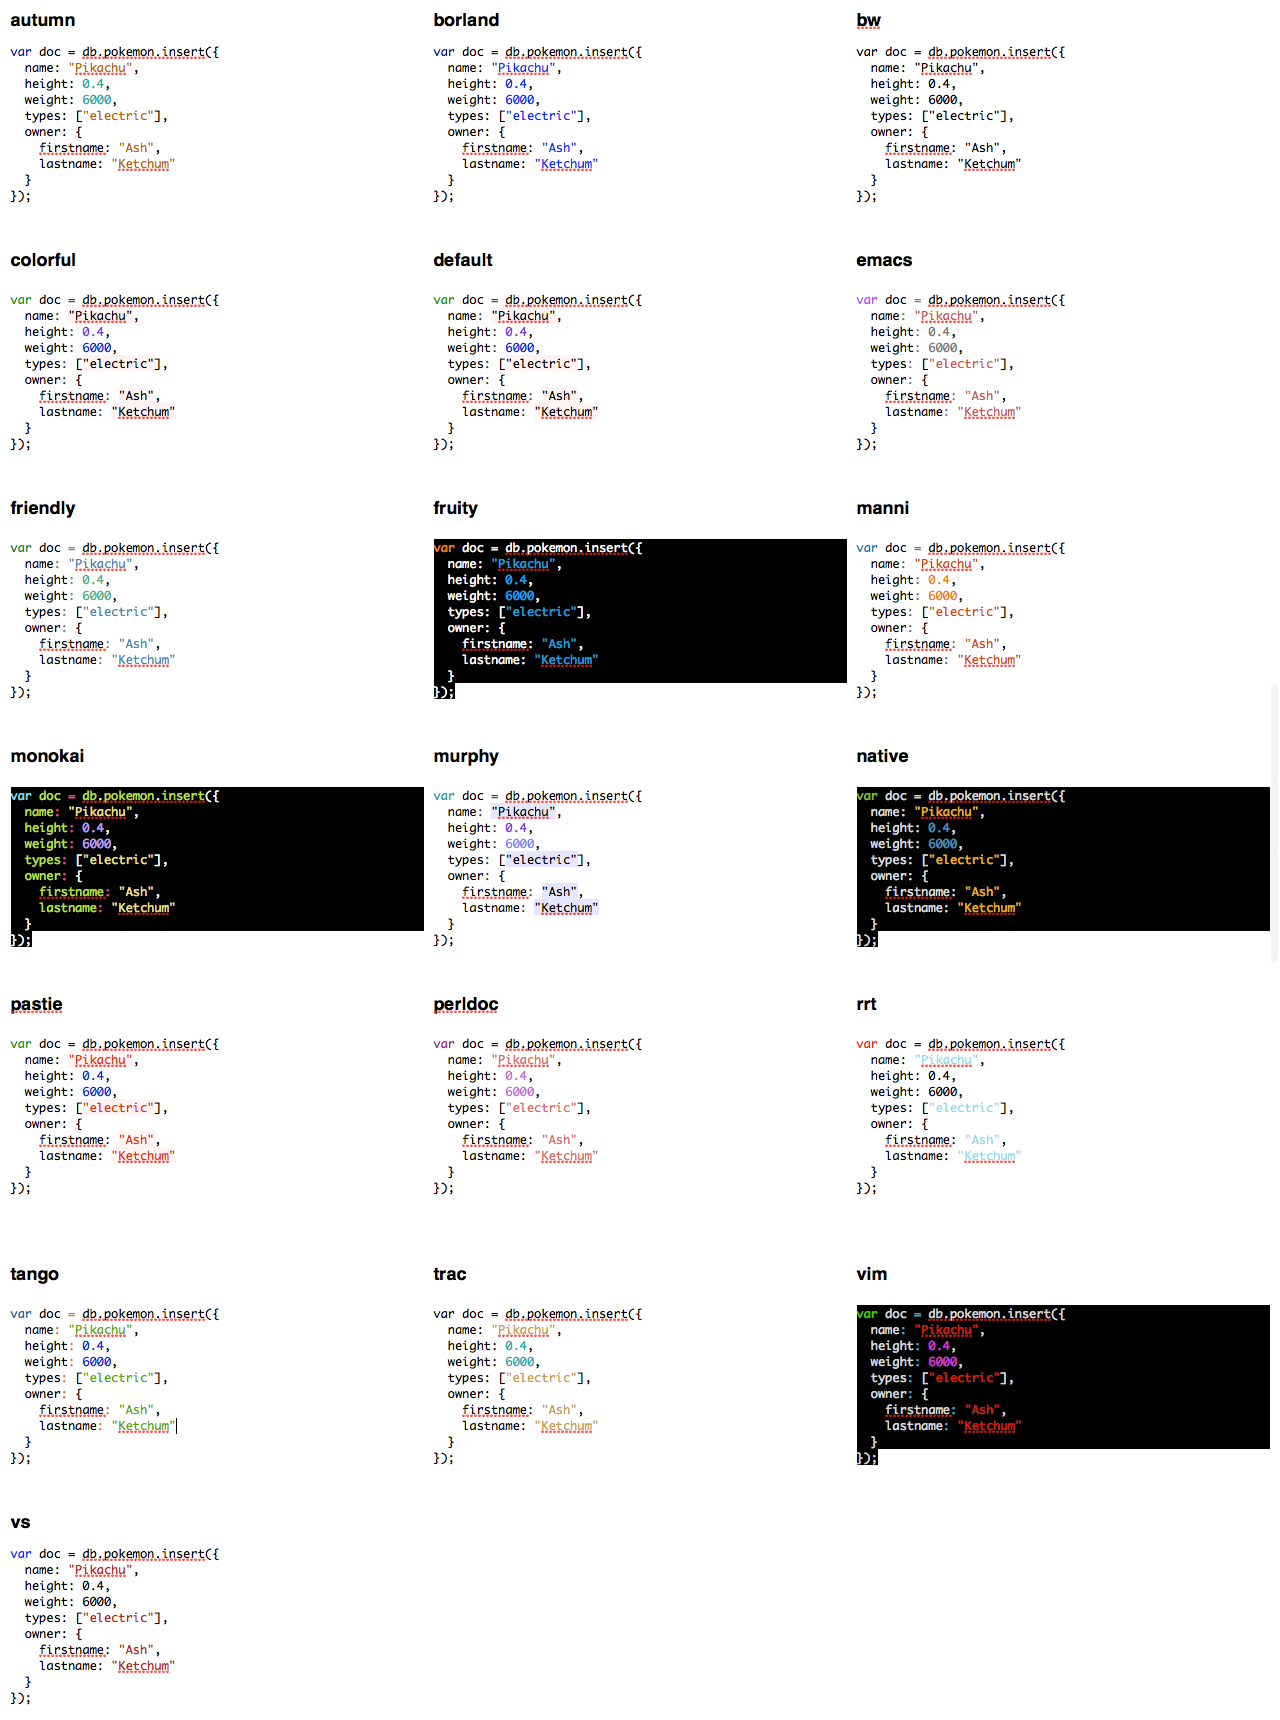 autumn
var doc = db.pokemon.insert({
  name: "Pikachu",
  height: 0.4,
  weight: 6000,
  types: ["electric"],
  owner: {
    firstname: "Ash",
    lastname: "Ketchum"
  }
});
borland
var doc = db.pokemon.insert({
  name: "Pikachu",
  height: 0.4,
  weight: 6000,
  types: ["electric"],
  owner: {
    firstname: "Ash",
    lastname: "Ketchum"
  }
});
bw
var doc = db.pokemon.insert({
  name: "Pikachu",
  height: 0.4,
  weight: 6000,
  types: ["electric"],
  owner: {
    firstname: "Ash",
    lastname: "Ketchum"
  }
});
colorful
var doc = db.pokemon.insert({
  name: "Pikachu",
  height: 0.4,
  weight: 6000,
  types: ["electric"],
  owner: {
    firstname: "Ash",
    lastname: "Ketchum"
  }
});
default
var doc = db.pokemon.insert({
  name: "Pikachu",
  height: 0.4,
  weight: 6000,
  types: ["electric"],
  owner: {
    firstname: "Ash",
    lastname: "Ketchum"
  }
});
emacs
var doc = db.pokemon.insert({
  name: "Pikachu",
  height: 0.4,
  weight: 6000,
  types: ["electric"],
  owner: {
    firstname: "Ash",
    lastname: "Ketchum"
  }
});
friendly
var doc = db.pokemon.insert({
  name: "Pikachu",
  height: 0.4,
  weight: 6000,
  types: ["electric"],
  owner: {
    firstname: "Ash",
    lastname: "Ketchum"
  }
});
fruity
var doc = db.pokemon.insert({
  name: "Pikachu",
  height: 0.4,
  weight: 6000,
  types: ["electric"],
  owner: {
    firstname: "Ash",
    lastname: "Ketchum"
  }
});
manni
var doc = db.pokemon.insert({
  name: "Pikachu",
  height: 0.4,
  weight: 6000,
  types: ["electric"],
  owner: {
    firstname: "Ash",
    lastname: "Ketchum"
  }
});
monokai
var doc = db.pokemon.insert({
  name: "Pikachu",
  height: 0.4,
  weight: 6000,
  types: ["electric"],
  owner: {
    firstname: "Ash",
    lastname: "Ketchum"
  }
});
murphy
var doc = db.pokemon.insert({
  name: "Pikachu",
  height: 0.4,
  weight: 6000,
  types: ["electric"],
  owner: {
    firstname: "Ash",
    lastname: "Ketchum"
  }
});
native
var doc = db.pokemon.insert({
  name: "Pikachu",
  height: 0.4,
  weight: 6000,
  types: ["electric"],
  owner: {
    firstname: "Ash",
    lastname: "Ketchum"
  }
});
pastie
var doc = db.pokemon.insert({
  name: "Pikachu",
  height: 0.4,
  weight: 6000,
  types: ["electric"],
  owner: {
    firstname: "Ash",
    lastname: "Ketchum"
  }
});
perldoc
var doc = db.pokemon.insert({
  name: "Pikachu",
  height: 0.4,
  weight: 6000,
  types: ["electric"],
  owner: {
    firstname: "Ash",
    lastname: "Ketchum"
  }
});
rrt
var doc = db.pokemon.insert({
  name: "Pikachu",
  height: 0.4,
  weight: 6000,
  types: ["electric"],
  owner: {
    firstname: "Ash",
    lastname: "Ketchum"
  }
});
tango
var doc = db.pokemon.insert({
  name: "Pikachu",
  height: 0.4,
  weight: 6000,
  types: ["electric"],
  owner: {
    firstname: "Ash",
    lastname: "Ketchum"
  }
});
trac
var doc = db.pokemon.insert({
  name: "Pikachu",
  height: 0.4,
  weight: 6000,
  types: ["electric"],
  owner: {
    firstname: "Ash",
    lastname: "Ketchum"
  }
});
vim
var doc = db.pokemon.insert({
  name: "Pikachu",
  height: 0.4,
  weight: 6000,
  types: ["electric"],
  owner: {
    firstname: "Ash",
    lastname: "Ketchum"
  }
});
vs
var doc = db.pokemon.insert({
  name: "Pikachu",
  height: 0.4,
  weight: 6000,
  types: ["electric"],
  owner: {
    firstname: "Ash",
    lastname: "Ketchum"
  }
});